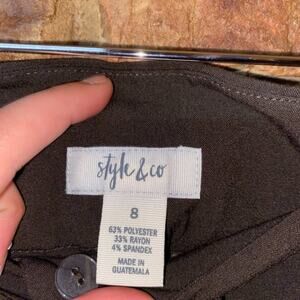 style & co
8
63% POLYESTER
33% RAYON
4% SPANDEX
MADE IN
GUATEMALA